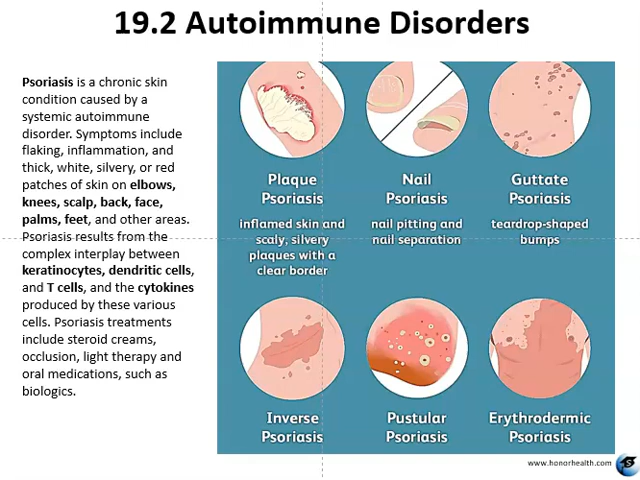 19.2 Autoimmune Disorders
Psoriasis is a chronic skin
condition caused by a
systemic autoimmune
disorder. Symptoms include
flaking, inflammation, and
thick, white, silvery, or red
patches of skin on elbows,
knees, scalp, back, face,
palms, feet, and other areas.
Psoriasis results from the
complex interplay between
keratinocytes, dendritic cells,
and T cells, and the cytokines
produced by these various
cells. Psoriasis treatments
include steroid creams,
occlusion, light therapy and
oral medications, such as
biologics.
Plaque
Psoriasis
inflamed skin and
scaly, silvery
plaques with a
clear border
Nail
Psoriasis
nail pitting and
nail separation
Guttate
Psoriasis
teardrop-shaped
bumps
Inverse
Psoriasis
Pustular
Psoriasis
Erythrodermic
Psoriasis
www.honorhealth.com